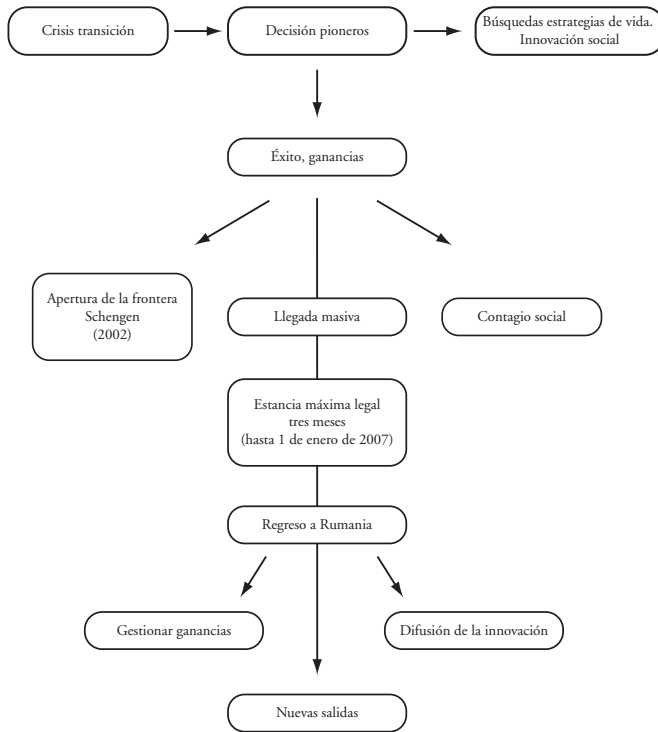 Crisis transición
Decisión pioneros
Búsquedas estrategias de vida.
Innovación social
Éxito, ganancias
Apertura de la frontera
Schengen
(2002)
Llegada masiva
Contagio social
Estancia máxima legal
tres meses
(hasta 1 de enero de 2007)
Regreso a Rumania
Gestionar ganancias
Difusión de la innovación
Nuevas salidas